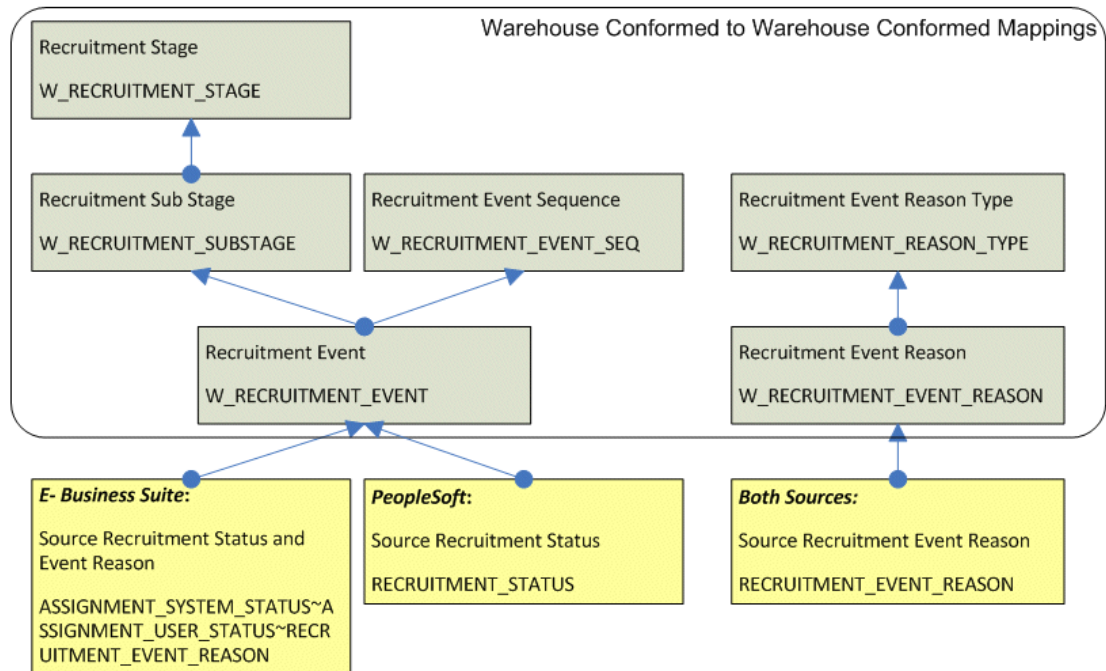 Warehouse Conformed to Warehouse Conformed Mappings
Recruitment Stage
W_RECRUITMENT_STAGE
Recruitment Sub Stage
W_RECRUITMENT_SUBSTAGE
Recruitment Event Sequence
W_RECRUITMENT_EVENT_SEQ
Recruitment Event Reason Type
W_RECRUITMENT_REASON_TYPE
Recruitment Event
W_RECRUITMENT_EVENT
Recruitment Event Reason
W_RECRUITMENT_EVENT_REASON
E- Business Suite:
Source Recruitment Status and
Event Reason
ASSIGNMENT_SYSTEM_STATUS~A
SSIGNMENT_USER_STATUS~RECR
UITMENT_EVENT_REASON
PeopleSoft:
Source Recruitment Status
RECRUITMENT_STATUS
Both Sources:
Source Recruitment Event Reason
RECRUITMENT_EVENT_REASON